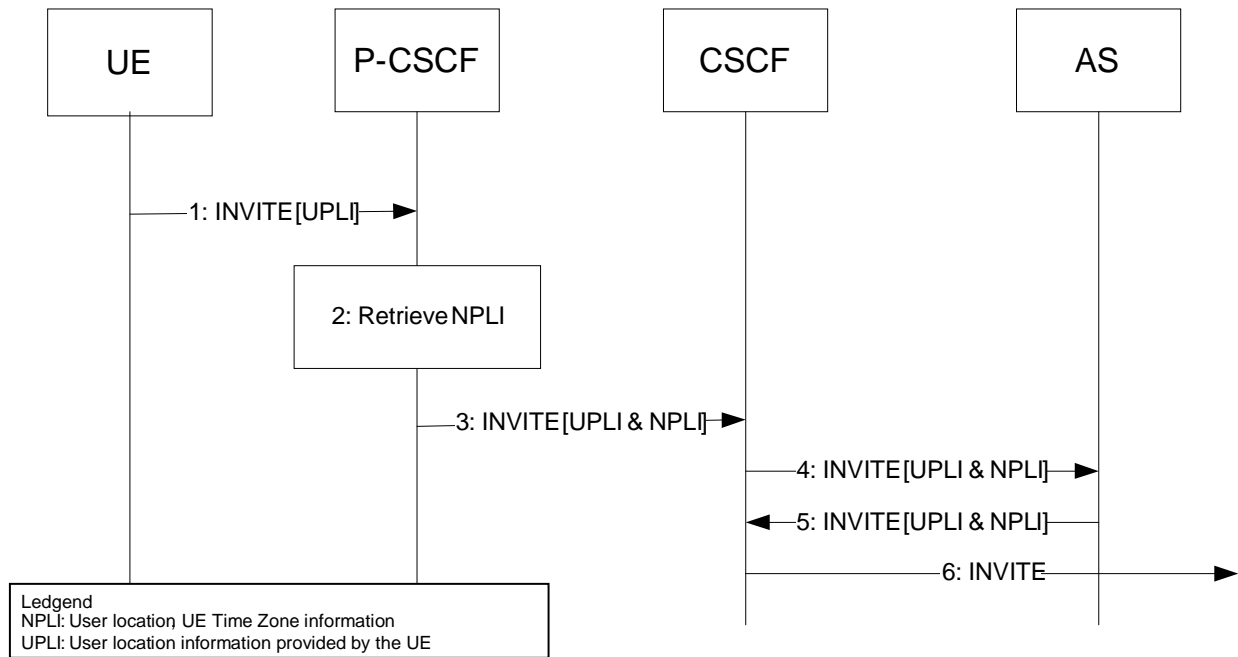 UE
P-CSCF
CSCF
AS
1: INVITE [UPLI]
2: Retrieve NPLI
3: INVITE [UPLI & NPLI]
4: INVITE [UPLI & NPLI]
5: INVITE [UPLI & NPLI]
6: INVITE
Ledgend
NPLI: User location, UE Time Zone information
UPLI: User location information provided by the UE